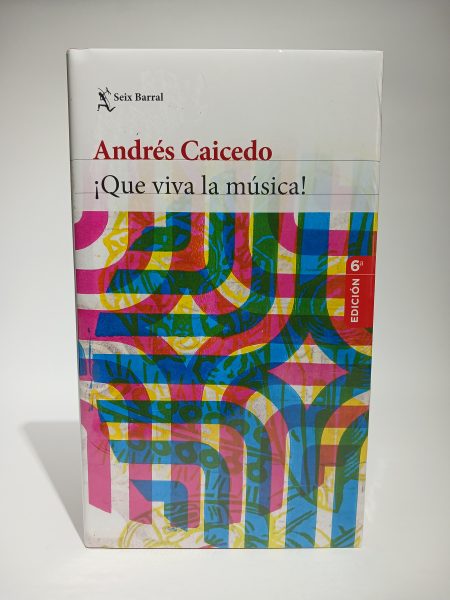 Seix Barral
Andrés Caicedo
¡Que viva la música!
6ª
EDICIÓN